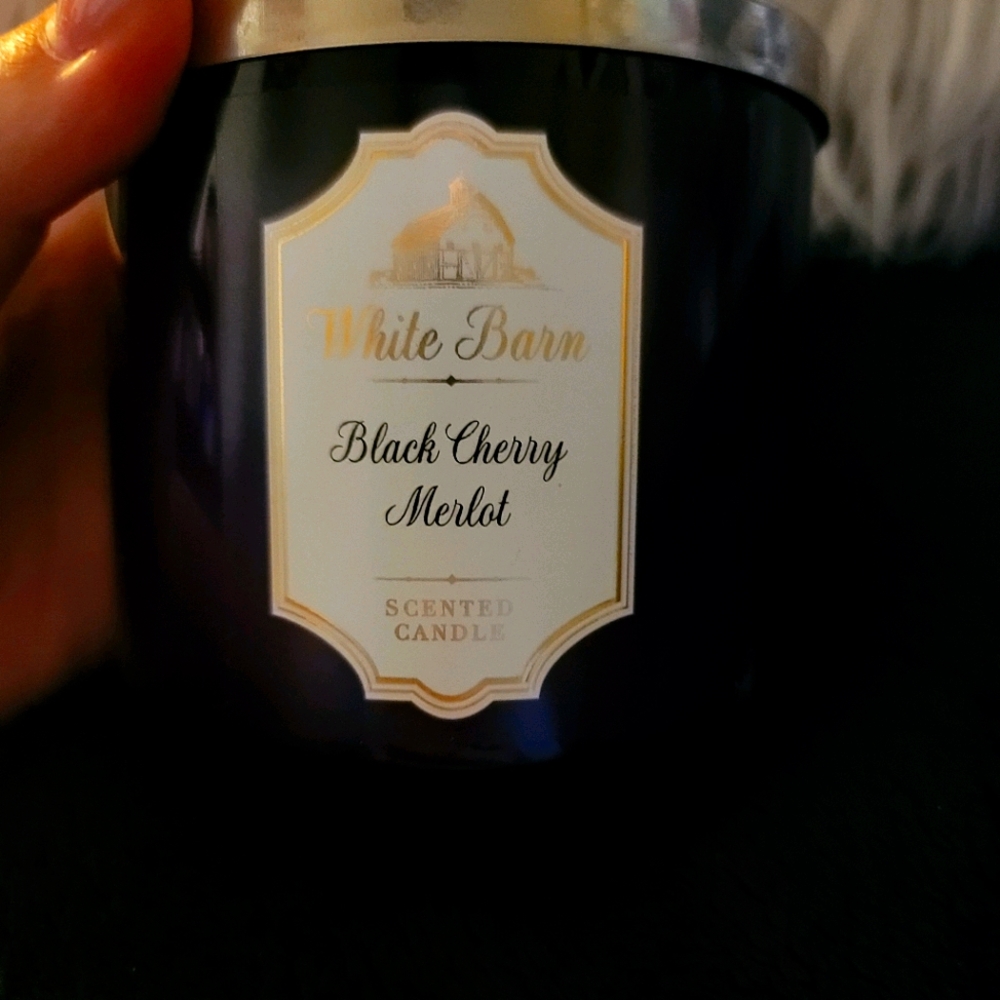 White Barn
Black Cherry
Merlot
SCENTED
CANDLE